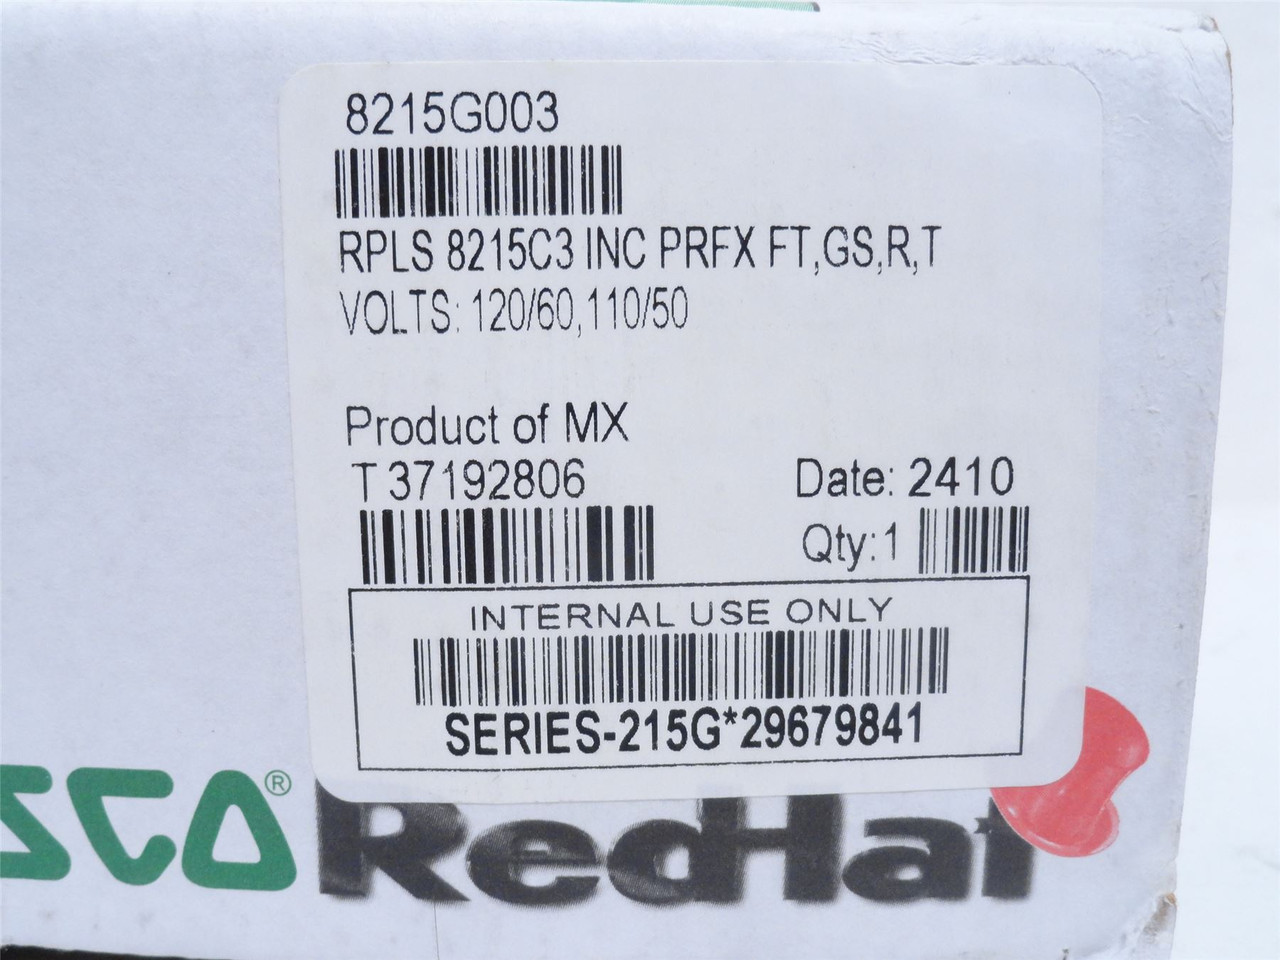 8215G003
RPLS 8215C3 INC PRFX FT,GS,R,T
VOLTS: 120/60,110/50
Product of MX
T 37192806
Date: 2410
Qty:1
INTERNAL USE ONLY
SERIES-215G*29679841
SCO®
RedHat